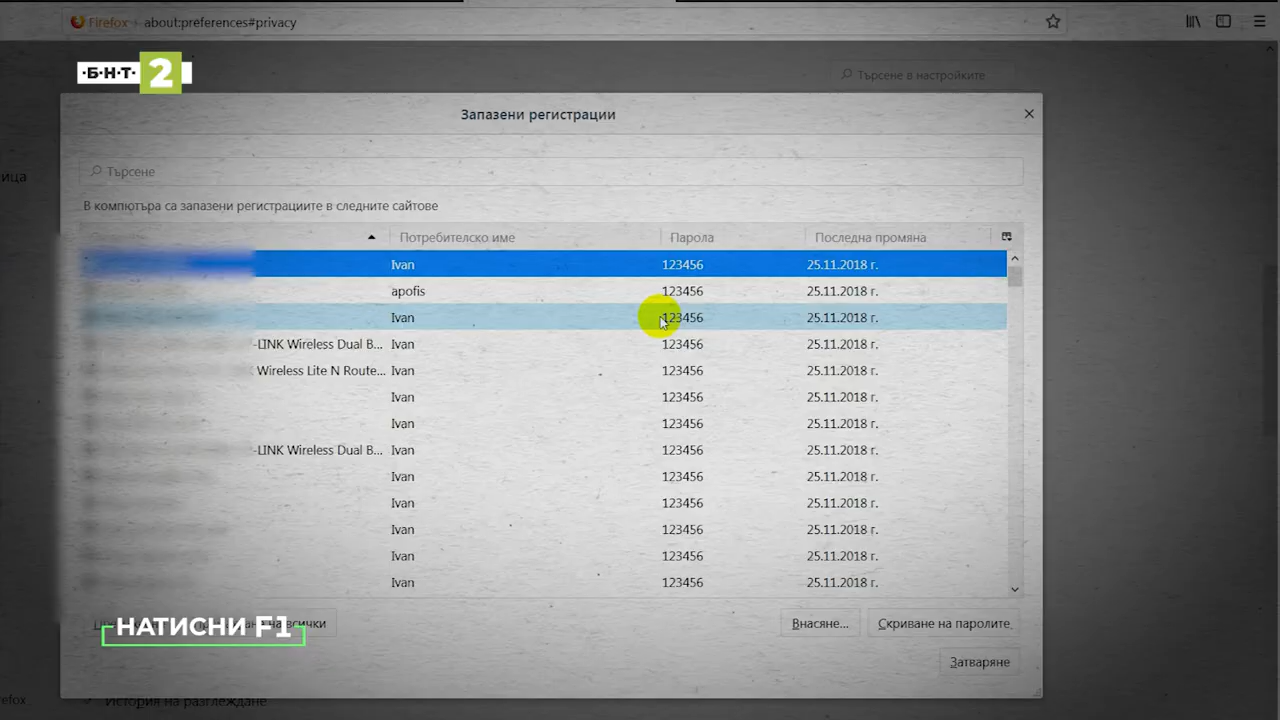 Firefox about:preferences#privacy
·Б·Н·Т· 2
Търсене в настройките
Запазени регистрации
ица
Търсене
В компютъра са запазени регистрациите в следните сайтове
Потребителско име Парола Последна промяна
Ivan 123456 25.11.2018 г.
apofis 123456 25.11.2018 г.
Ivan 123456 25.11.2018 г.
-LINK Wireless Dual B... Ivan 123456 25.11.2018 г.
Wireless Lite N Route... Ivan 123456 25.11.2018 г.
Ivan 123456 25.11.2018 г.
Ivan 123456 25.11.2018 г.
-LINK Wireless Dual B... Ivan 123456 25.11.2018 г.
Ivan 123456 25.11.2018 г.
Ivan 123456 25.11.2018 г.
Ivan 123456 25.11.2018 г.
Ivan 123456 25.11.2018 г.
Ivan 123456 25.11.2018 г.
НАТИСНИ F1
Внасяне... Скриване на паролите
Затваряне
efox История на разглеждане